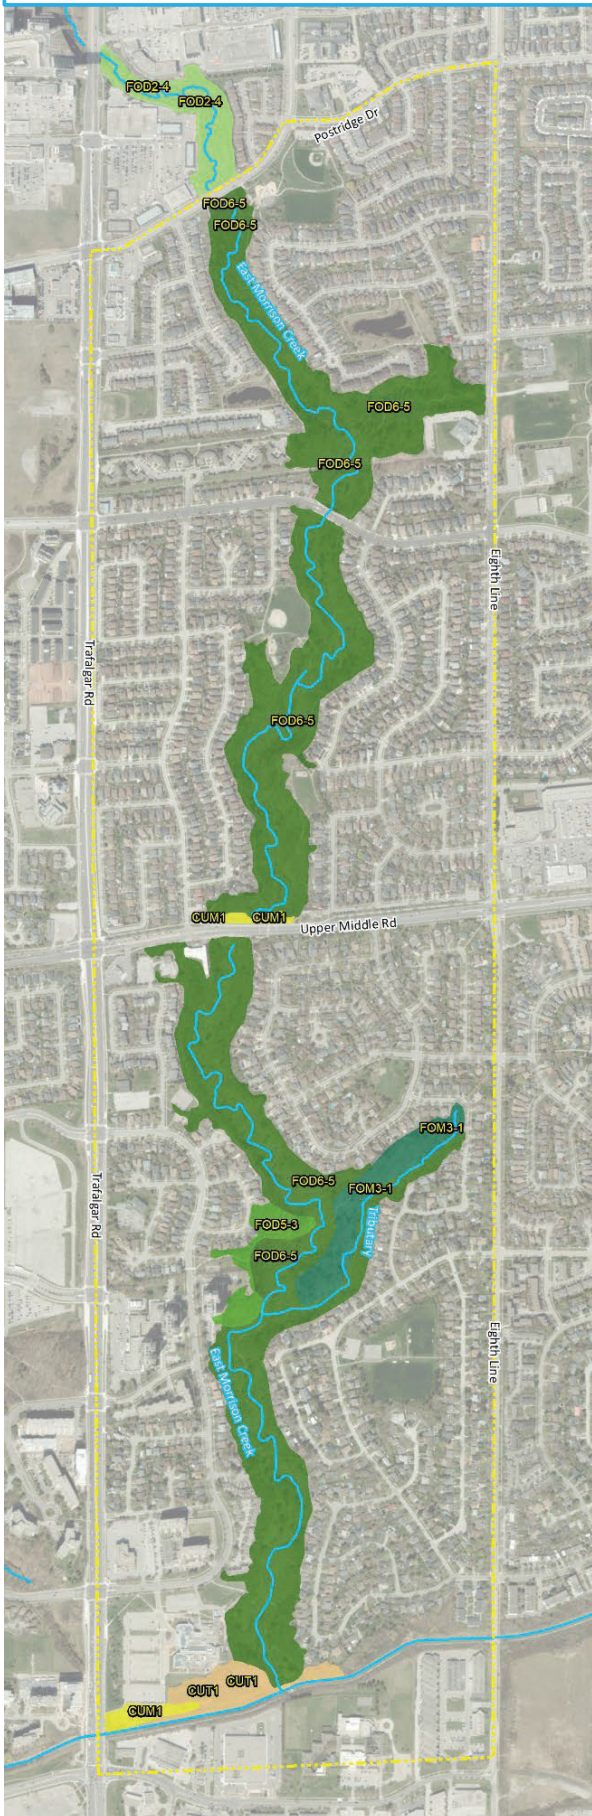 FOD2-4
FOD2-4
Postridge Dr
FOD6-5
FOD6-5
East Morrison Creek
FOD6-5
FOD6-5
Eighth Line
Trafalgar Rd
FOD6-5
CUM1
CUM1
Upper Middle Rd
FOM3-1
FOD6-5
FOM3-1
Trafalgar Rd
FOD5-3
Tributary
FOD6-5
Eighth Line
East Morrison Creek
CUT1
CUT1
CUM1